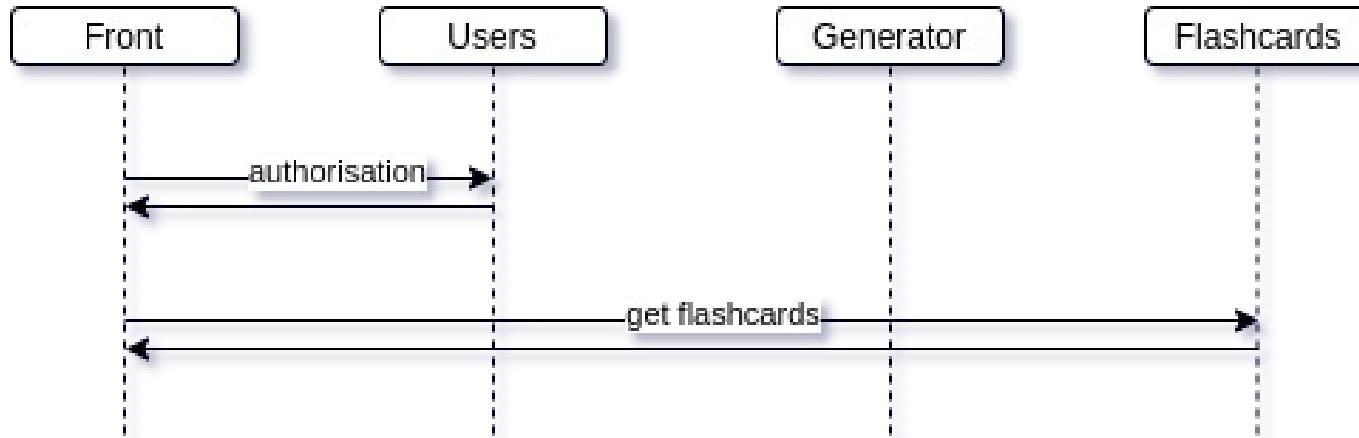 Front
Users
Generator
Flashcards
authorisation
get flashcards